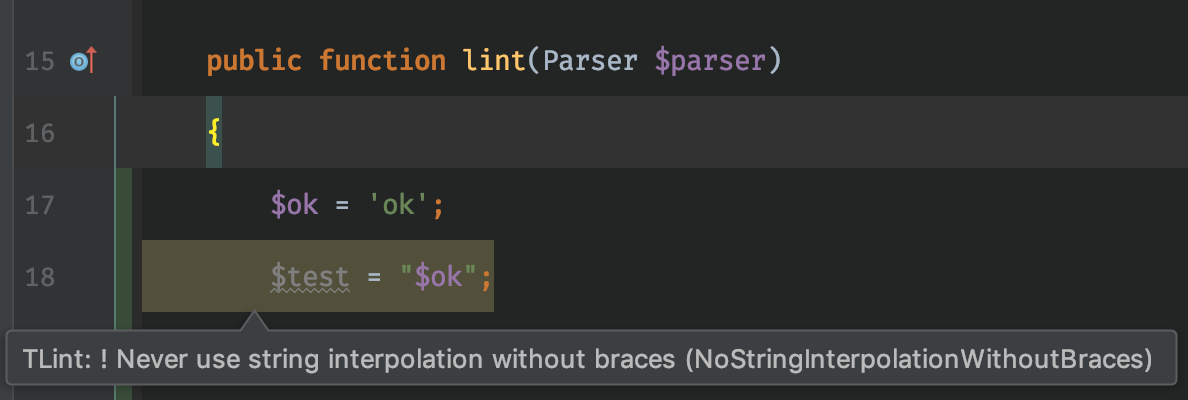 15 public function lint(Parser $parser)
16 {
17 $ok = 'ok';
18 $test = "$ok";
TLint: ! Never use string interpolation without braces (NoStringInterpolationWithoutBraces)